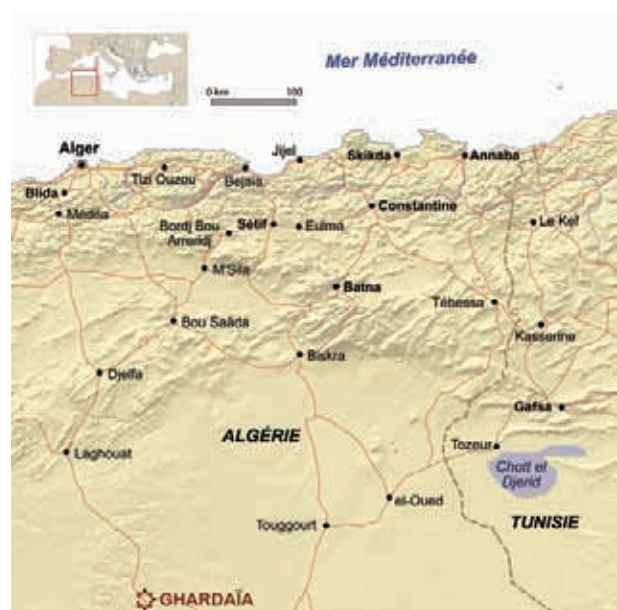 Mer Méditerranée
0 km 100
Alger
Tizi Ouzou
Bejaïa
Jijel
Skikda
Annaba
Blida
Médéa
Constantine
Bordj Bou
Arreridj
Sétif
Eulma
Le Kef
M'Sila
Batna
Tébessa
Bou Saâda
Kasserine
Biskra
Djelfa
Gafsa
ALGÉRIE
Laghouat
Tozeur
Chott el
Djerid
el-Oued
Touggourt
TUNISIE
GHARDAÏA